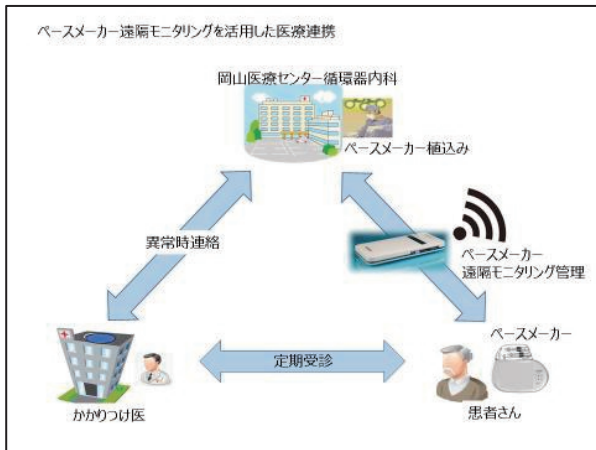 ペースメーカー遠隔モニタリングを活用した医療連携
岡山医療センター循環器内科
ペースメーカー植込み
異常時連絡
ペースメーカー
遠隔モニタリング管理
ペースメーカー
定期受診
かかりつけ医
患者さん